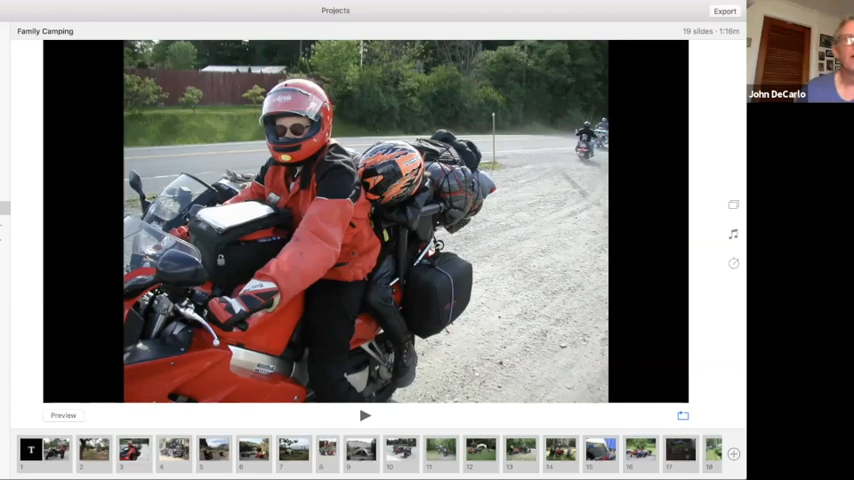 Projects
Export
Family Camping
19 slides · 1:16m
John DeCarlo
Preview
T
1 2 3 4 5 6 7 8 9 10 11 12 13 14 15 16 17 18